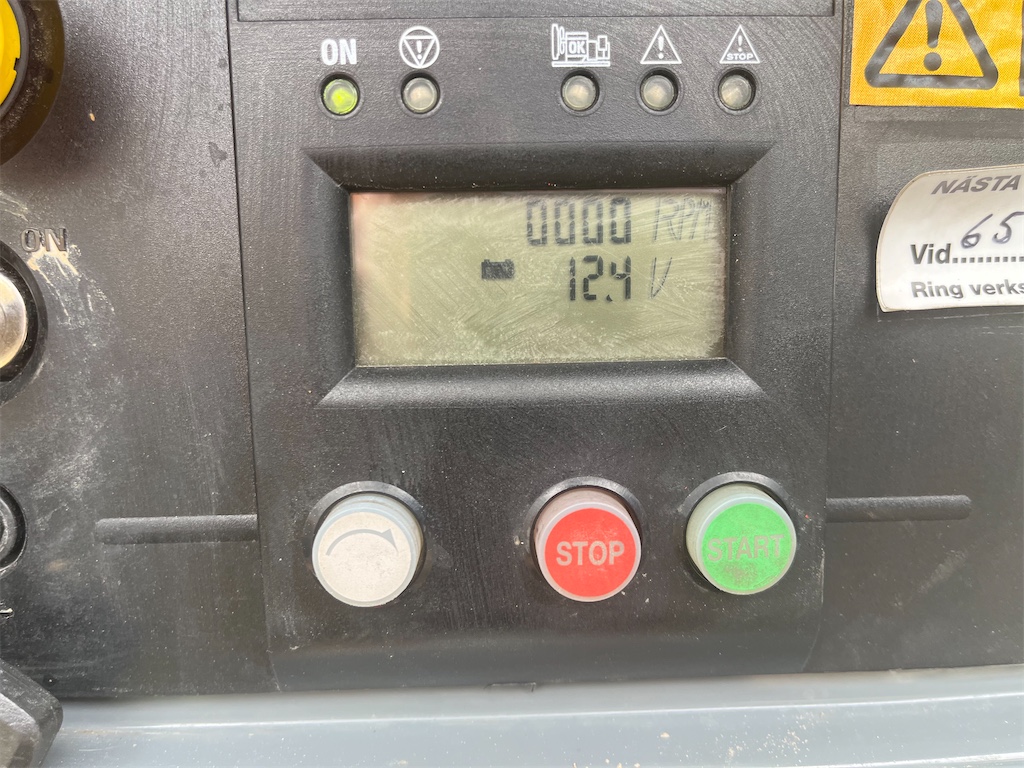 ON
OK
STOP
0000 RPM
12.4 V
ON
NÄSTA
Vid....65
Ring verks
STOP
START